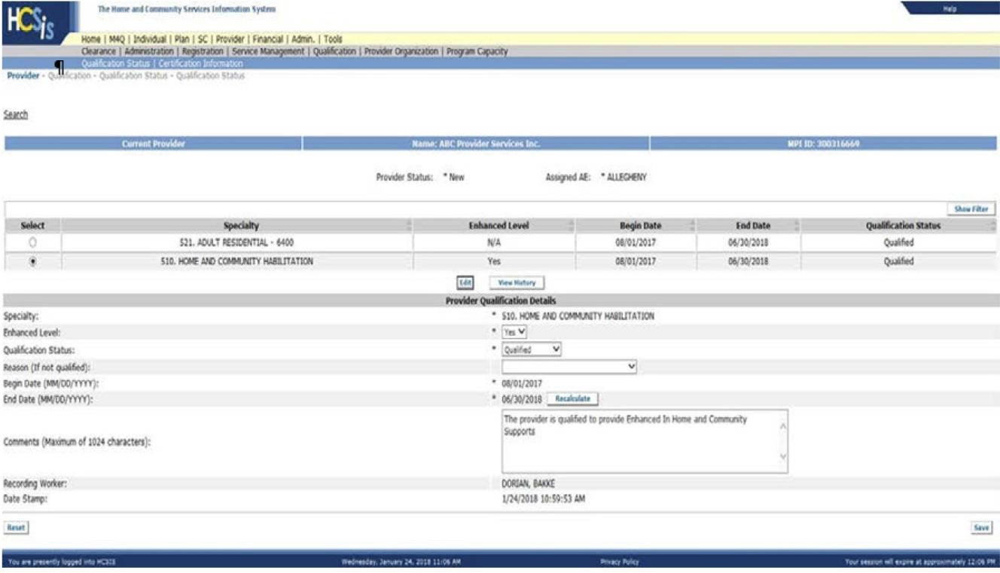 HCSiS
The Home and Community Services Information System
Help
Home | M4Q | Individual | Plan | SC | Provider | Financial | Admin. | Tools
Clearance | Administration | Registration | Service Management | Qualification | Provider Organization | Program Capacity
¶ Qualification Status | Certification Information
Provider - Qualification - Qualification Status - Qualification Status
Search
Current Provider Name: ABC Provider Services Inc. MPI ID: 300316669
Provider Status: * New Assigned AE: * ALLEGHENY
Show Filter
Select Specialty Enhanced Level Begin Date End Date Qualification Status
521. ADULT RESIDENTIAL - 6400 N/A 08/01/2017 06/30/2018 Qualified
510. HOME AND COMMUNITY HABILITATION Yes 08/01/2017 06/30/2018 Qualified
Edit View History
Provider Qualification Details
Specialty: * 510. HOME AND COMMUNITY HABILITATION
Enhanced Level: * Yes
Qualification Status: * Qualified
Reason (If not qualified):
Begin Date (MM/DD/YYYY): * 08/01/2017
End Date (MM/DD/YYYY): * 06/30/2018 Recalculate
The provider is qualified to provide Enhanced In Home and Community
Supports
Comments (Maximum of 1024 characters):
Recording Worker: DORIAN, BAKKE
Date Stamp: 1/24/2018 10:59:53 AM
Reset Save
You are presently logged into HCSIS Wednesday, January 24, 2018 11:06 AM Privacy Policy Your session will expire at approximately 12:06 PM